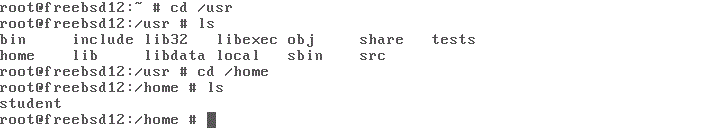 root@freebsd12:~ # cd /usr
root@freebsd12:/usr # ls
bin include lib32 libexec obj share tests
home lib libdata local sbin src
root@freebsd12:/usr # cd /home
root@freebsd12:/home # ls
student
root@freebsd12:/home #